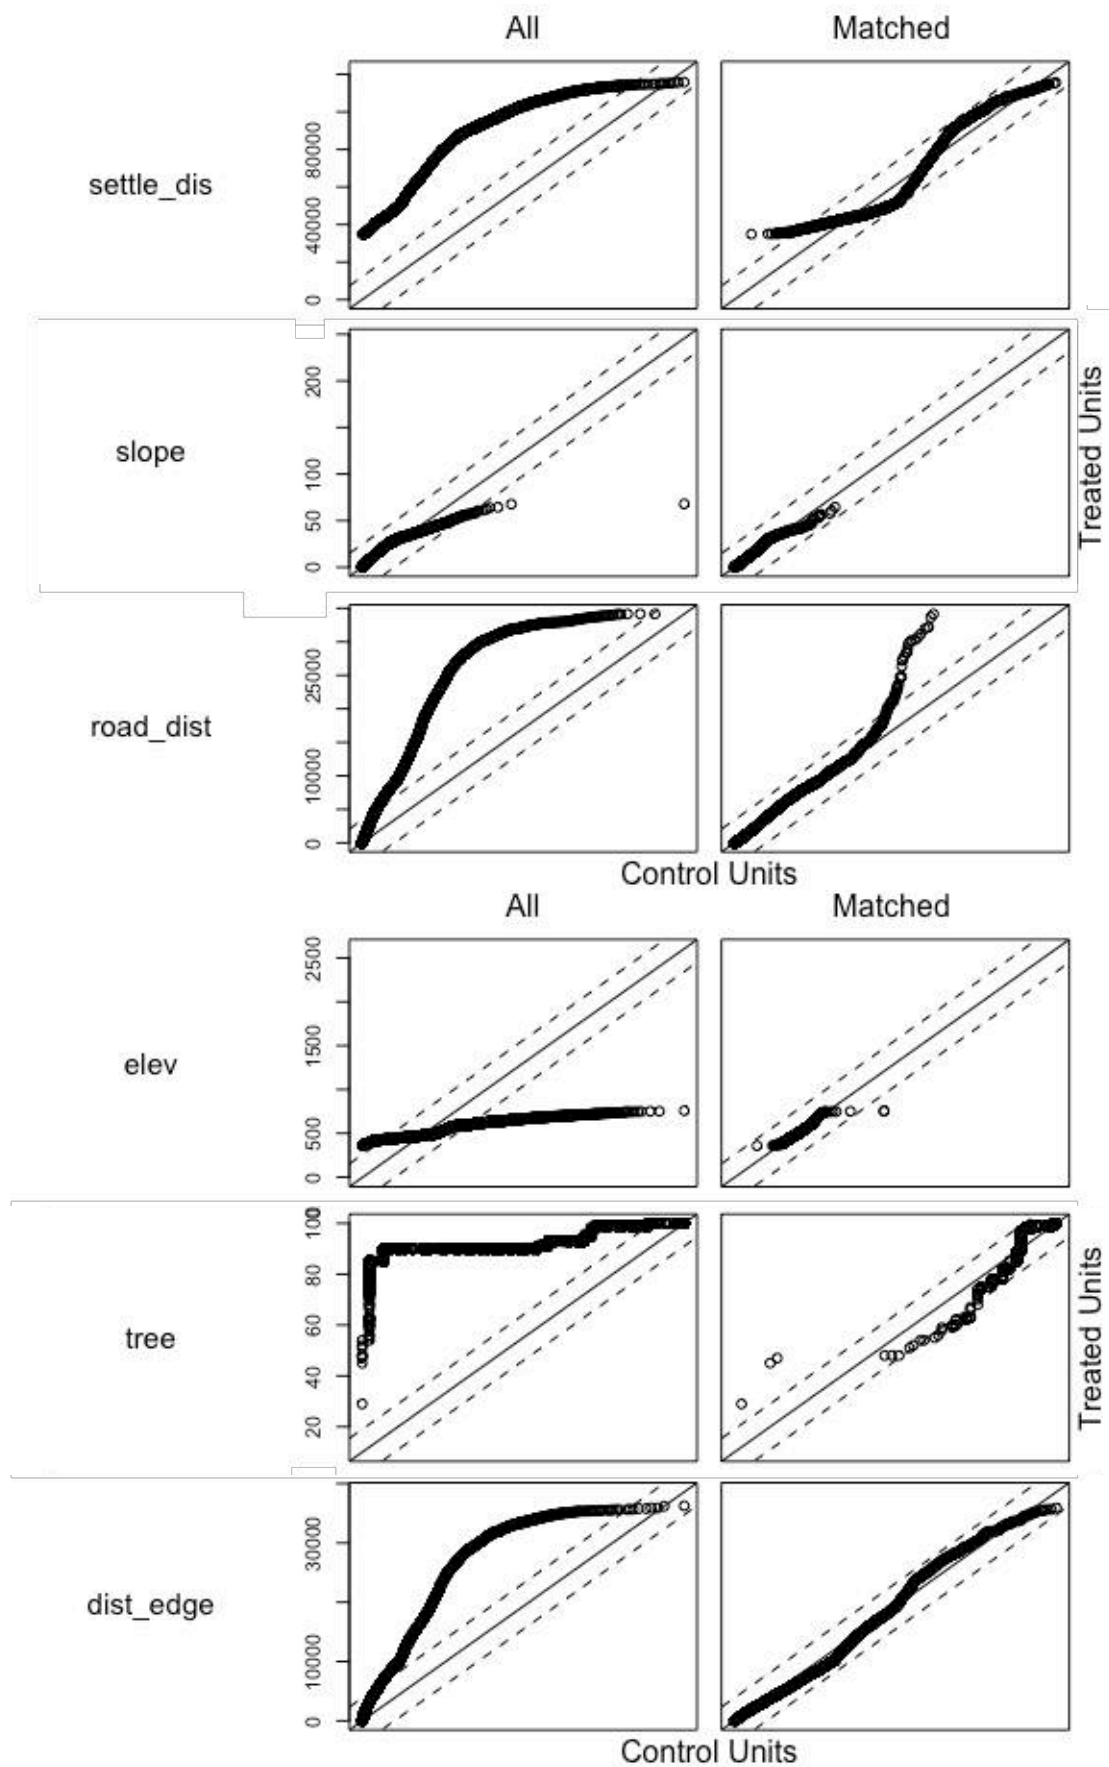 All Matched
settle_dis
0 40000 80000
slope
0 50 100 200
road_dist
0 10000 25000
Treated Units
Control Units
All Matched
elev
0 500 1500 2500
tree
20 40 60 80 100
dist_edge
0 10000 30000
Treated Units
Control Units